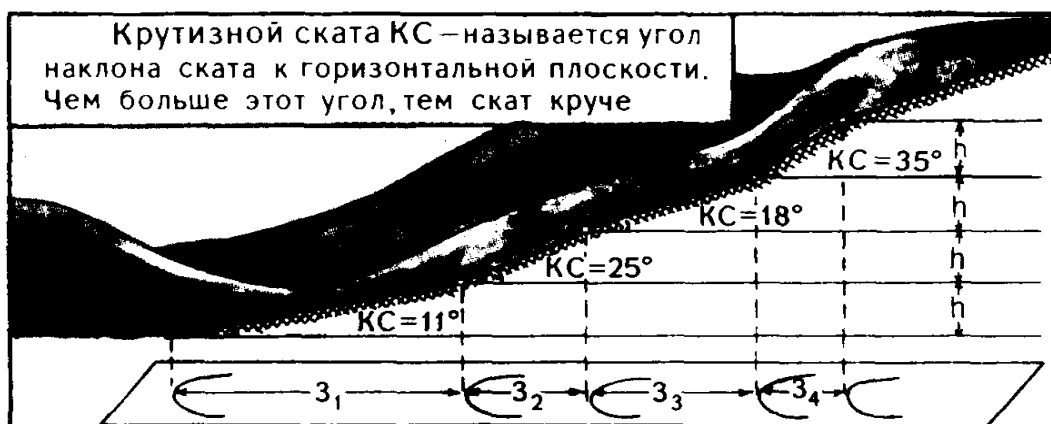 Крутизной ската КС – называется угол
наклона ската к горизонтальной плоскости.
Чем больше этот угол, тем скат круче
КС=35° h
КС=18° h
КС=25° h
КС=11° h
З₁ З₂ З₃ З₄